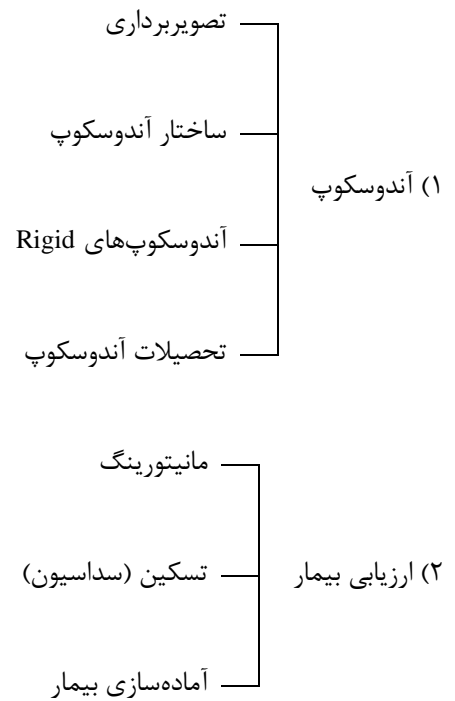 ۱) آندوسکوپ
تصویربرداری
ساختار آندوسکوپ
آندوسکوپ‌های Rigid
تحصیلات آندوسکوپ
۲) ارزیابی بیمار
مانیتورینگ
تسکین (سداسیون)
آماده‌سازی بیمار